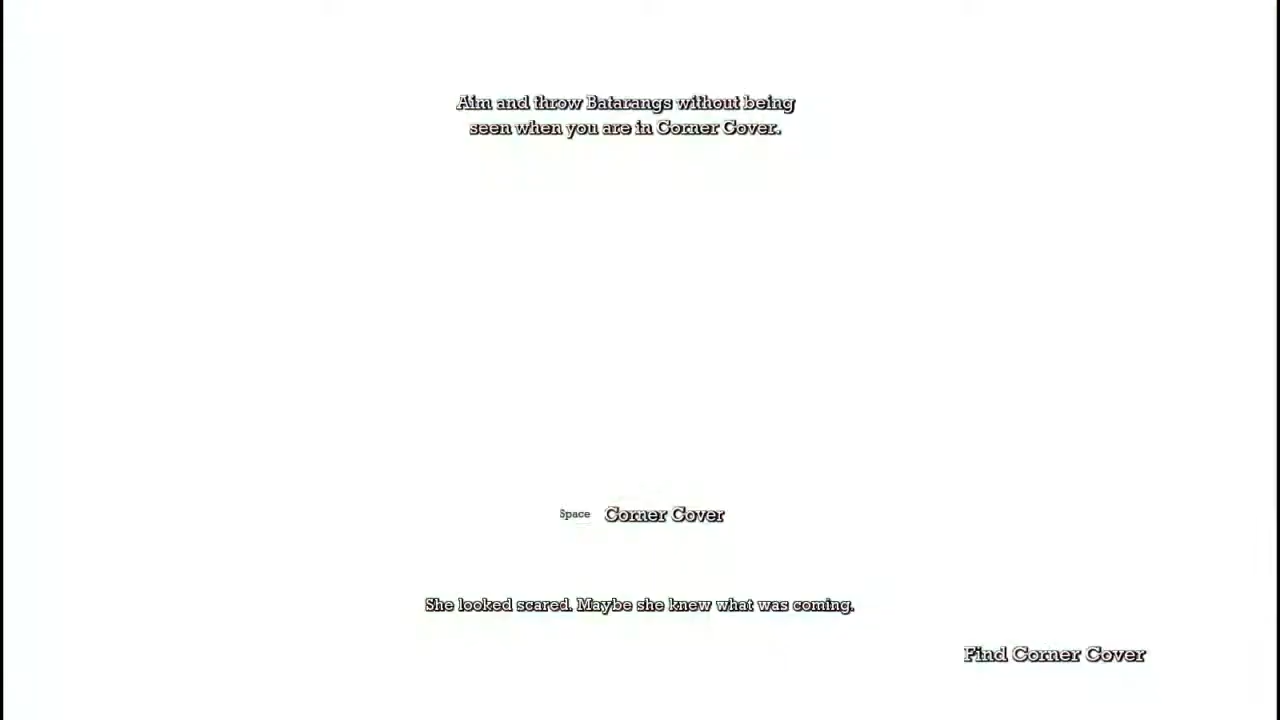 Aim and throw Batarangs without being
seen when you are in Corner Cover.
Space Corner Cover
She looked scared. Maybe she knew what was coming.
Find Corner Cover